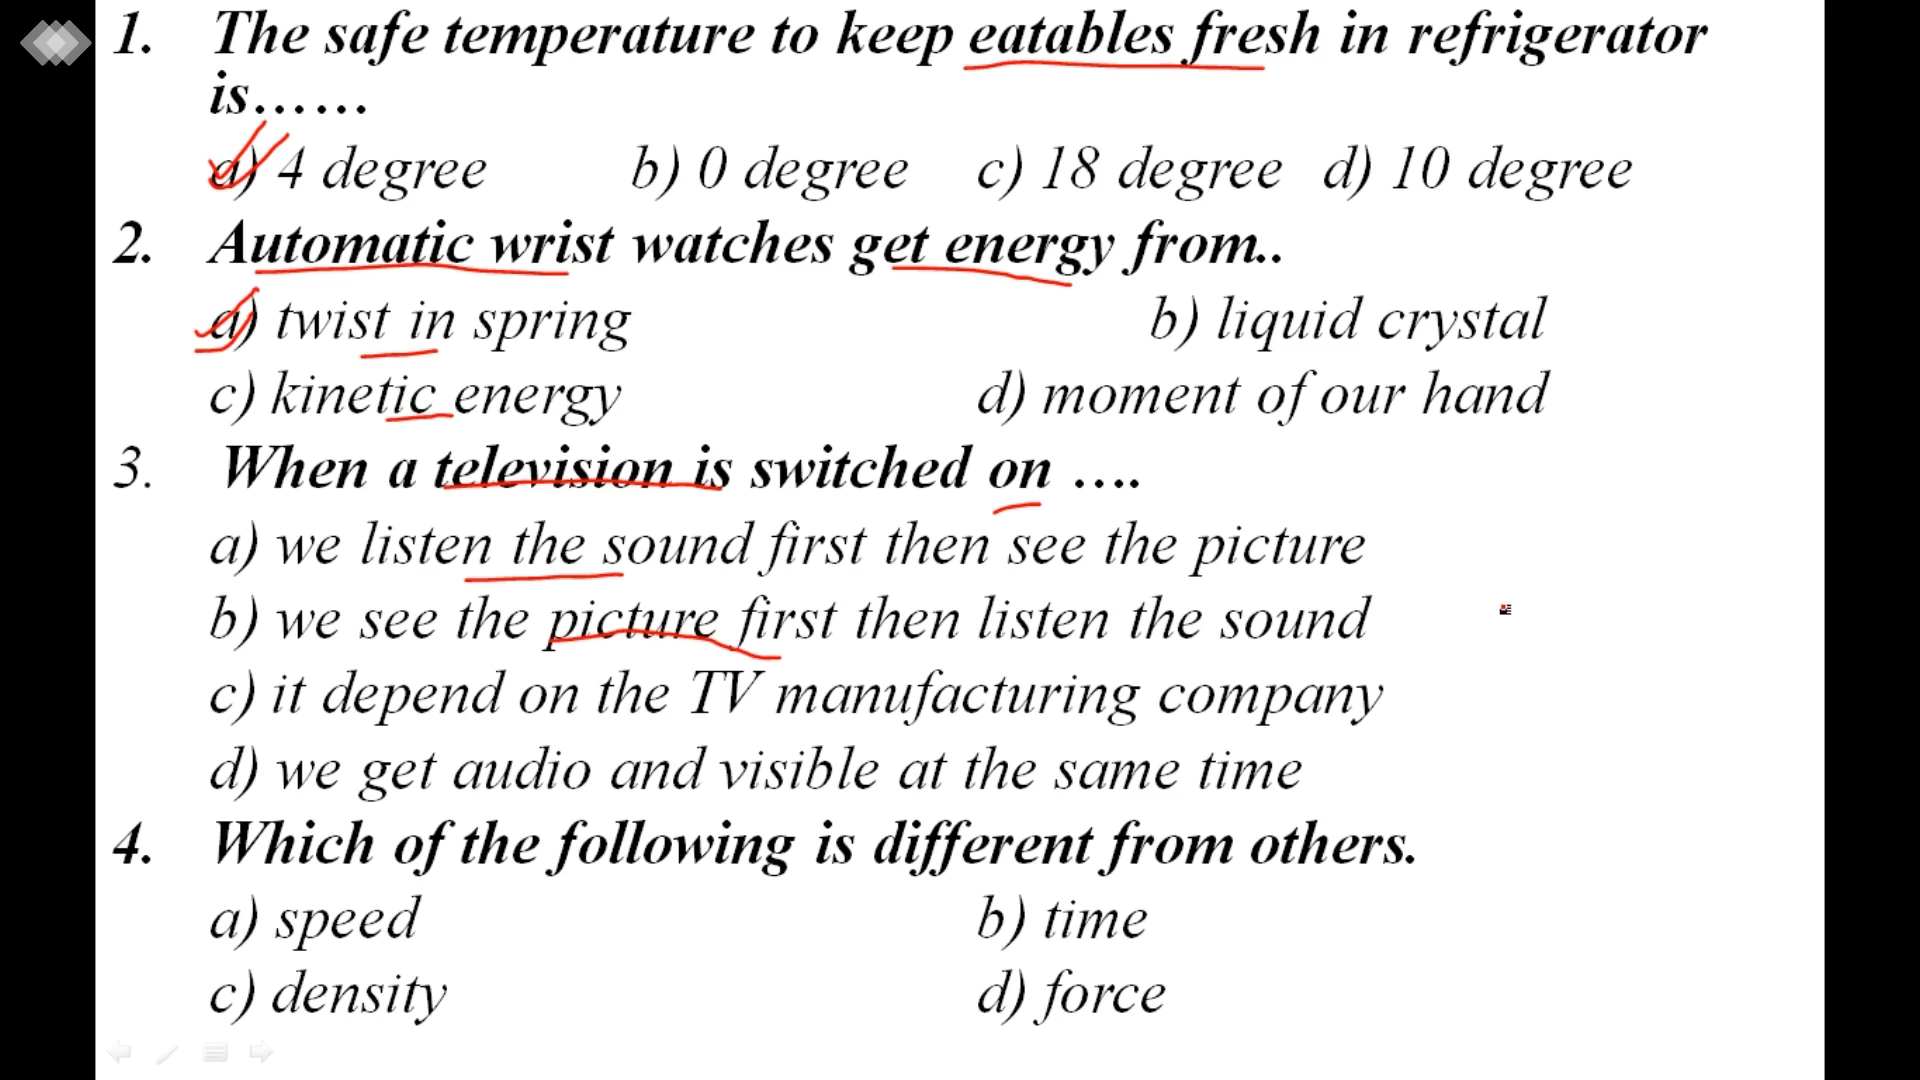 1. The safe temperature to keep eatables fresh in refrigerator
is......
a) 4 degree b) 0 degree c) 18 degree d) 10 degree
2. Automatic wrist watches get energy from..
a) twist in spring b) liquid crystal
c) kinetic energy d) moment of our hand
3. When a television is switched on ....
a) we listen the sound first then see the picture
b) we see the picture first then listen the sound
c) it depend on the TV manufacturing company
d) we get audio and visible at the same time
4. Which of the following is different from others.
a) speed b) time
c) density d) force